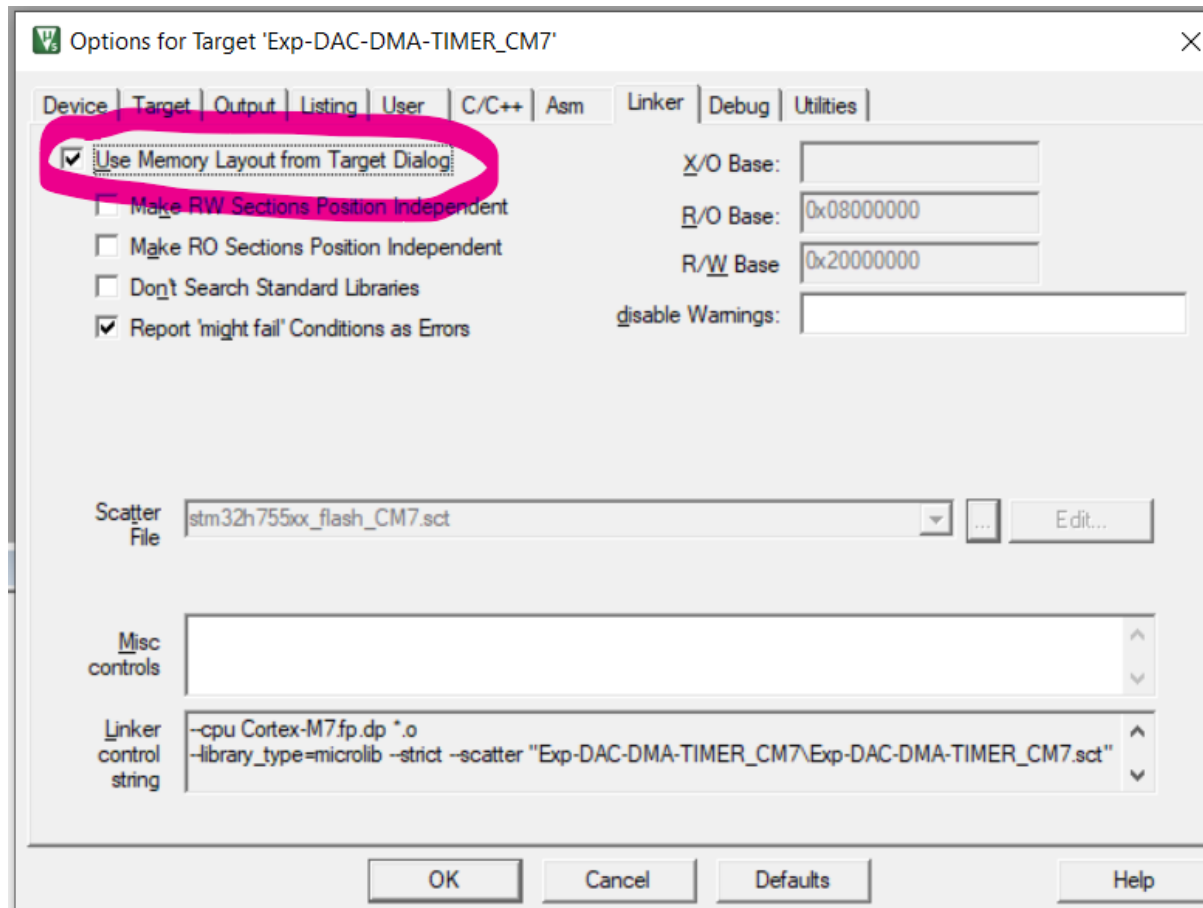 Options for Target 'Exp-DAC-DMA-TIMER_CM7'
Device Target Output Listing User C/C++ Asm Linker Debug Utilities
Use Memory Layout from Target Dialog
Make RW Sections Position Independent
Make RO Sections Position Independent
Don't Search Standard Libraries
Report 'might fail' Conditions as Errors
X/O Base:
R/O Base: 0x08000000
R/W Base 0x20000000
disable Warnings:
Scatter
File
stm32h755xx_flash_CM7.sct
... Edit...
Misc
controls
Linker
control
string
--cpu Cortex-M7.fp.dp *.o
--library_type=microlib --strict --scatter "Exp-DAC-DMA-TIMER_CM7\Exp-DAC-DMA-TIMER_CM7.sct"
OK Cancel Defaults Help